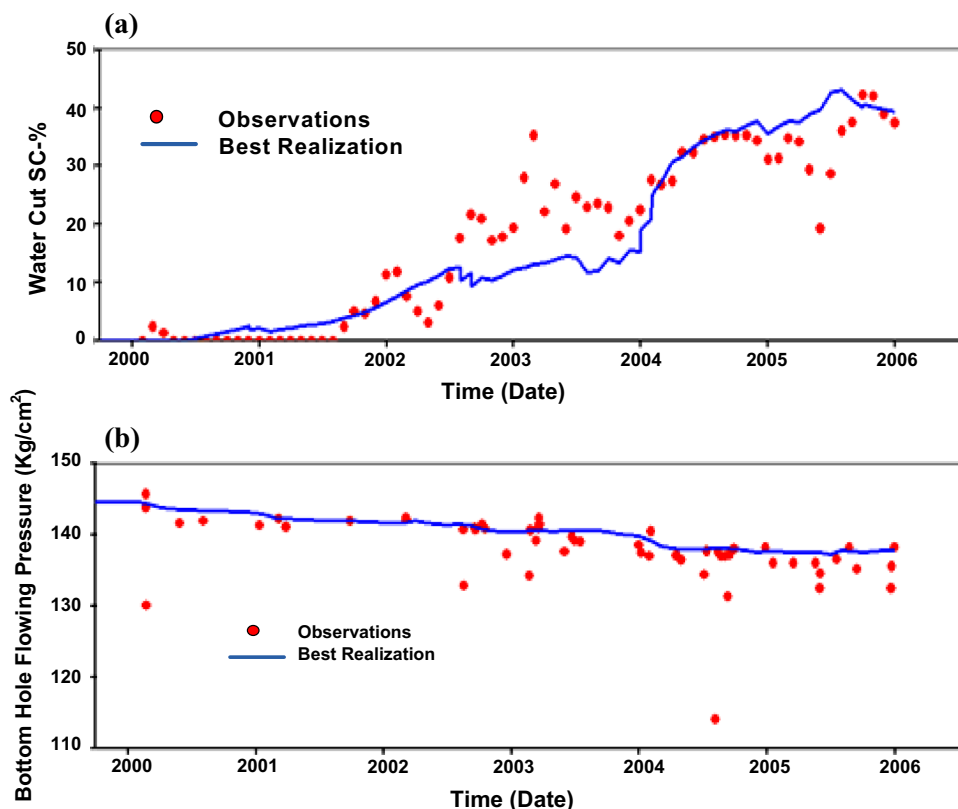 (a)
50
40
30
20
10
0
Water Cut SC-%
Observations
Best Realization
2000 2001 2002 2003 2004 2005 2006
Time (Date)
(b)
150
140
130
120
110
Bottom Hole Flowing Pressure (Kg/cm²)
Observations
Best Realization
2000 2001 2002 2003 2004 2005 2006
Time (Date)